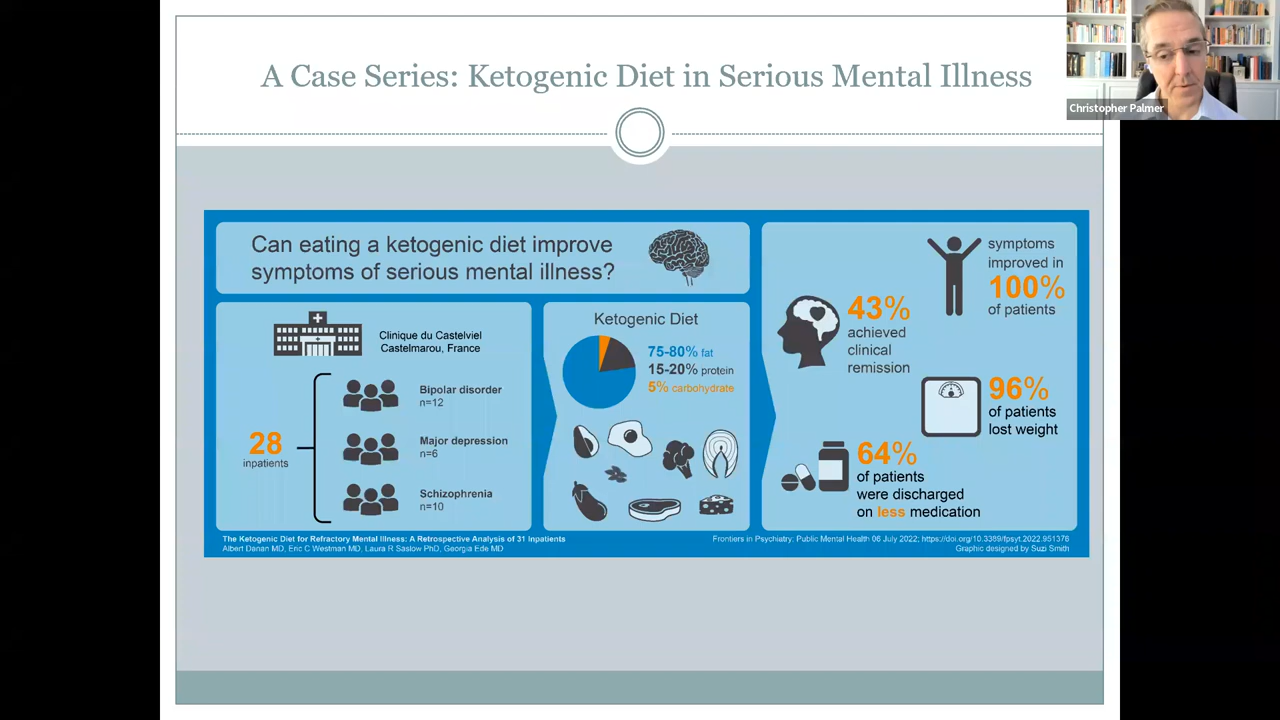 A Case Series: Ketogenic Diet in Serious Mental Illness
Christopher Palmer
Can eating a ketogenic diet improve
symptoms of serious mental illness?
Clinique du Castelviel
Castelmarou, France
28
inpatients
Bipolar disorder
n=12
Major depression
n=6
Schizophrenia
n=10
Ketogenic Diet
75-80% fat
15-20% protein
5% carbohydrate
symptoms
improved in
100%
of patients
43%
achieved
clinical
remission
96%
of patients
lost weight
64%
of patients
were discharged
on less medication
The Ketogenic Diet for Refractory Mental Illness: A Retrospective Analysis of 31 Inpatients
Albert Danan MD, Eric C Westman MD, Laura R Saslow PhD, Georgia Ede MD
Frontiers in Psychiatry: Public Mental Health 06 July 2022; https://doi.org/10.3389/fpsyt.2022.951376
Graphic designed by Suzi Smith